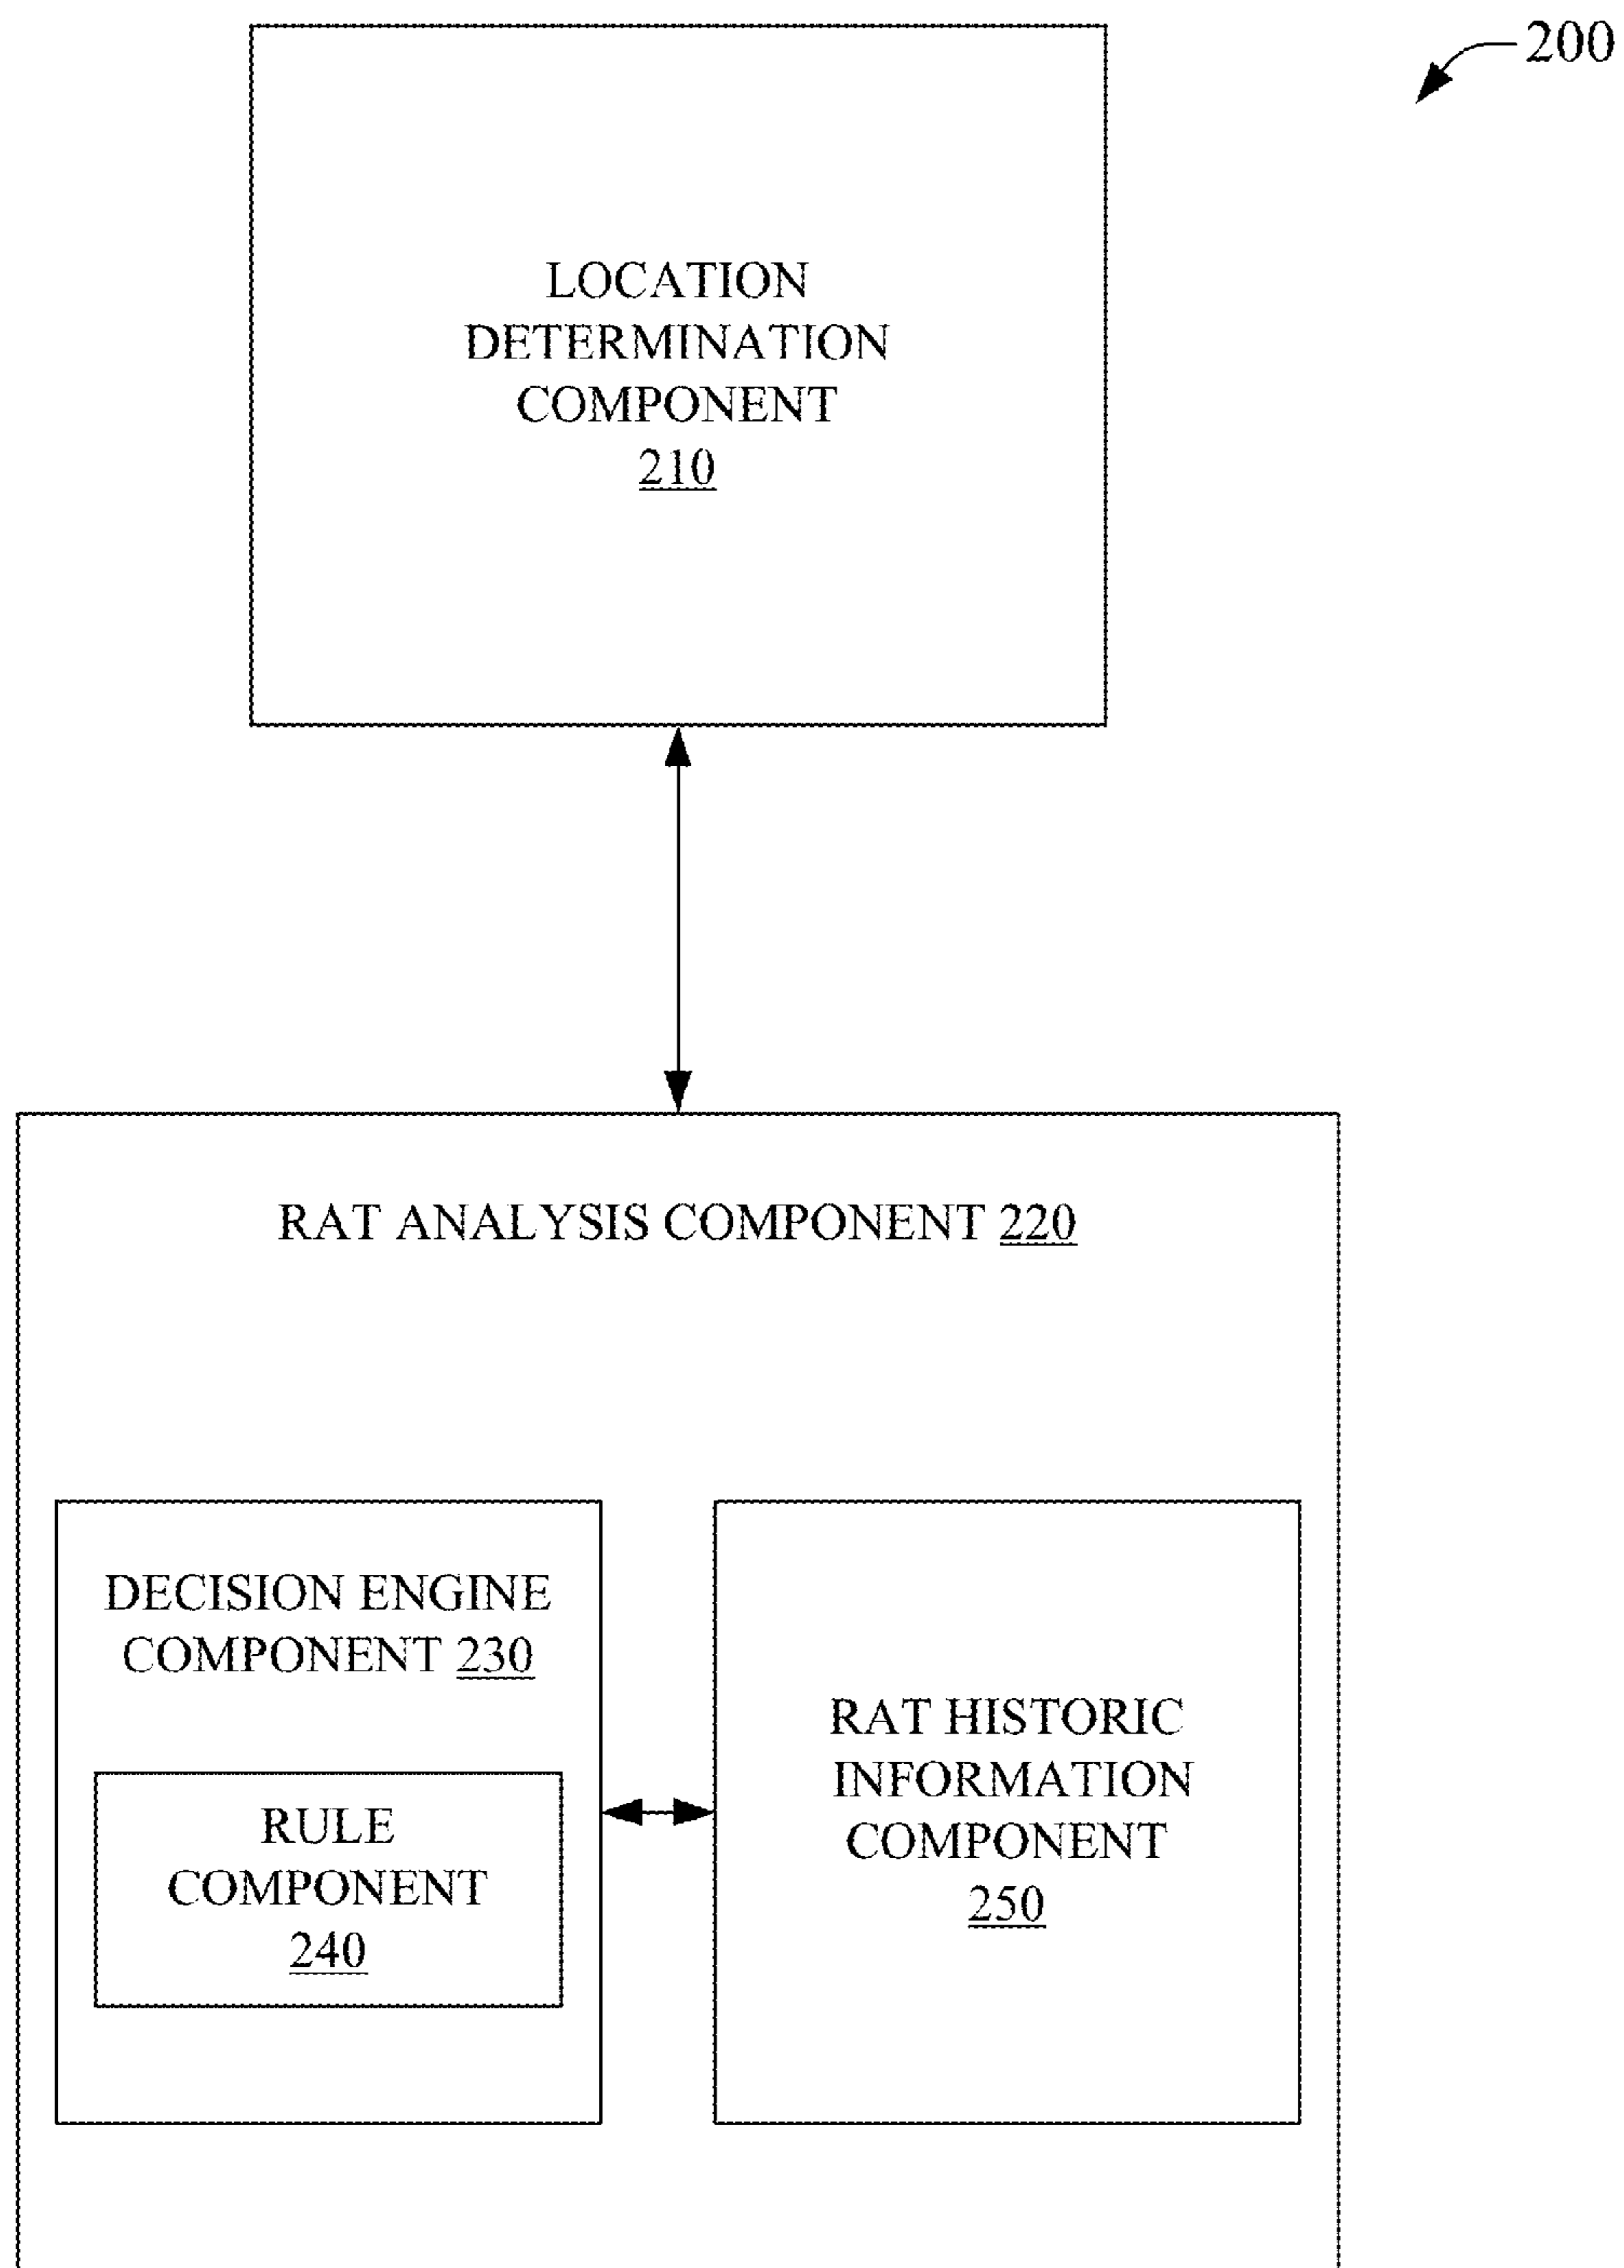 200
LOCATION
DETERMINATION
COMPONENT
210
RAT ANALYSIS COMPONENT 220
DECISION ENGINE
COMPONENT 230
RULE
COMPONENT
240
RAT HISTORIC
INFORMATION
COMPONENT
250